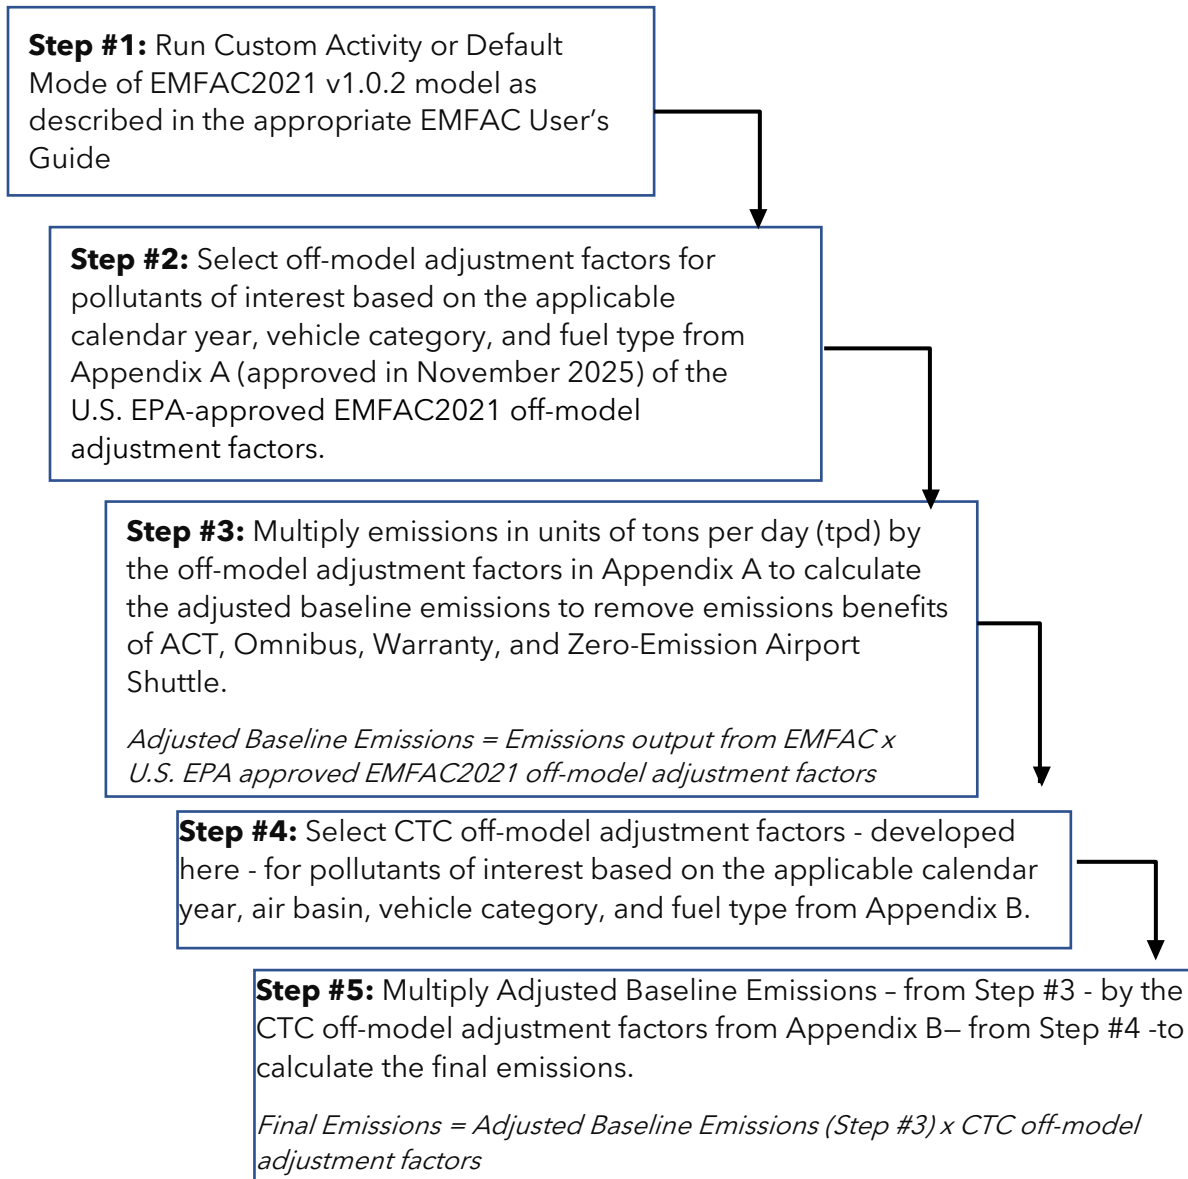 Step #1: Run Custom Activity or Default
Mode of EMFAC2021 v1.0.2 model as
described in the appropriate EMFAC User's
Guide
Step #2: Select off-model adjustment factors for
pollutants of interest based on the applicable
calendar year, vehicle category, and fuel type from
Appendix A (approved in November 2025) of the
U.S. EPA-approved EMFAC2021 off-model
adjustment factors.
Step #3: Multiply emissions in units of tons per day (tpd) by
the off-model adjustment factors in Appendix A to calculate
the adjusted baseline emissions to remove emissions benefits
of ACT, Omnibus, Warranty, and Zero-Emission Airport
Shuttle.
Adjusted Baseline Emissions = Emissions output from EMFAC x
U.S. EPA approved EMFAC2021 off-model adjustment factors
Step #4: Select CTC off-model adjustment factors - developed
here - for pollutants of interest based on the applicable calendar
year, air basin, vehicle category, and fuel type from Appendix B.
Step #5: Multiply Adjusted Baseline Emissions – from Step #3 - by the
CTC off-model adjustment factors from Appendix B— from Step #4 -to
calculate the final emissions.
Final Emissions = Adjusted Baseline Emissions (Step #3) x CTC off-model
adjustment factors